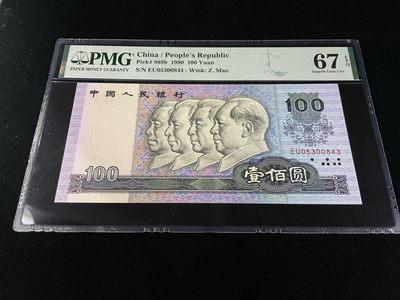 PMG
PAPER MONEY GUARANTY
China / People's Republic
Pick# 889b 1990 100 Yuan
S/N EU05300843 - Wmk: Z. Mao
67 EPQ
Superb Gem Unc
中国人民银行
100
EU05300843
100
壹佰圆